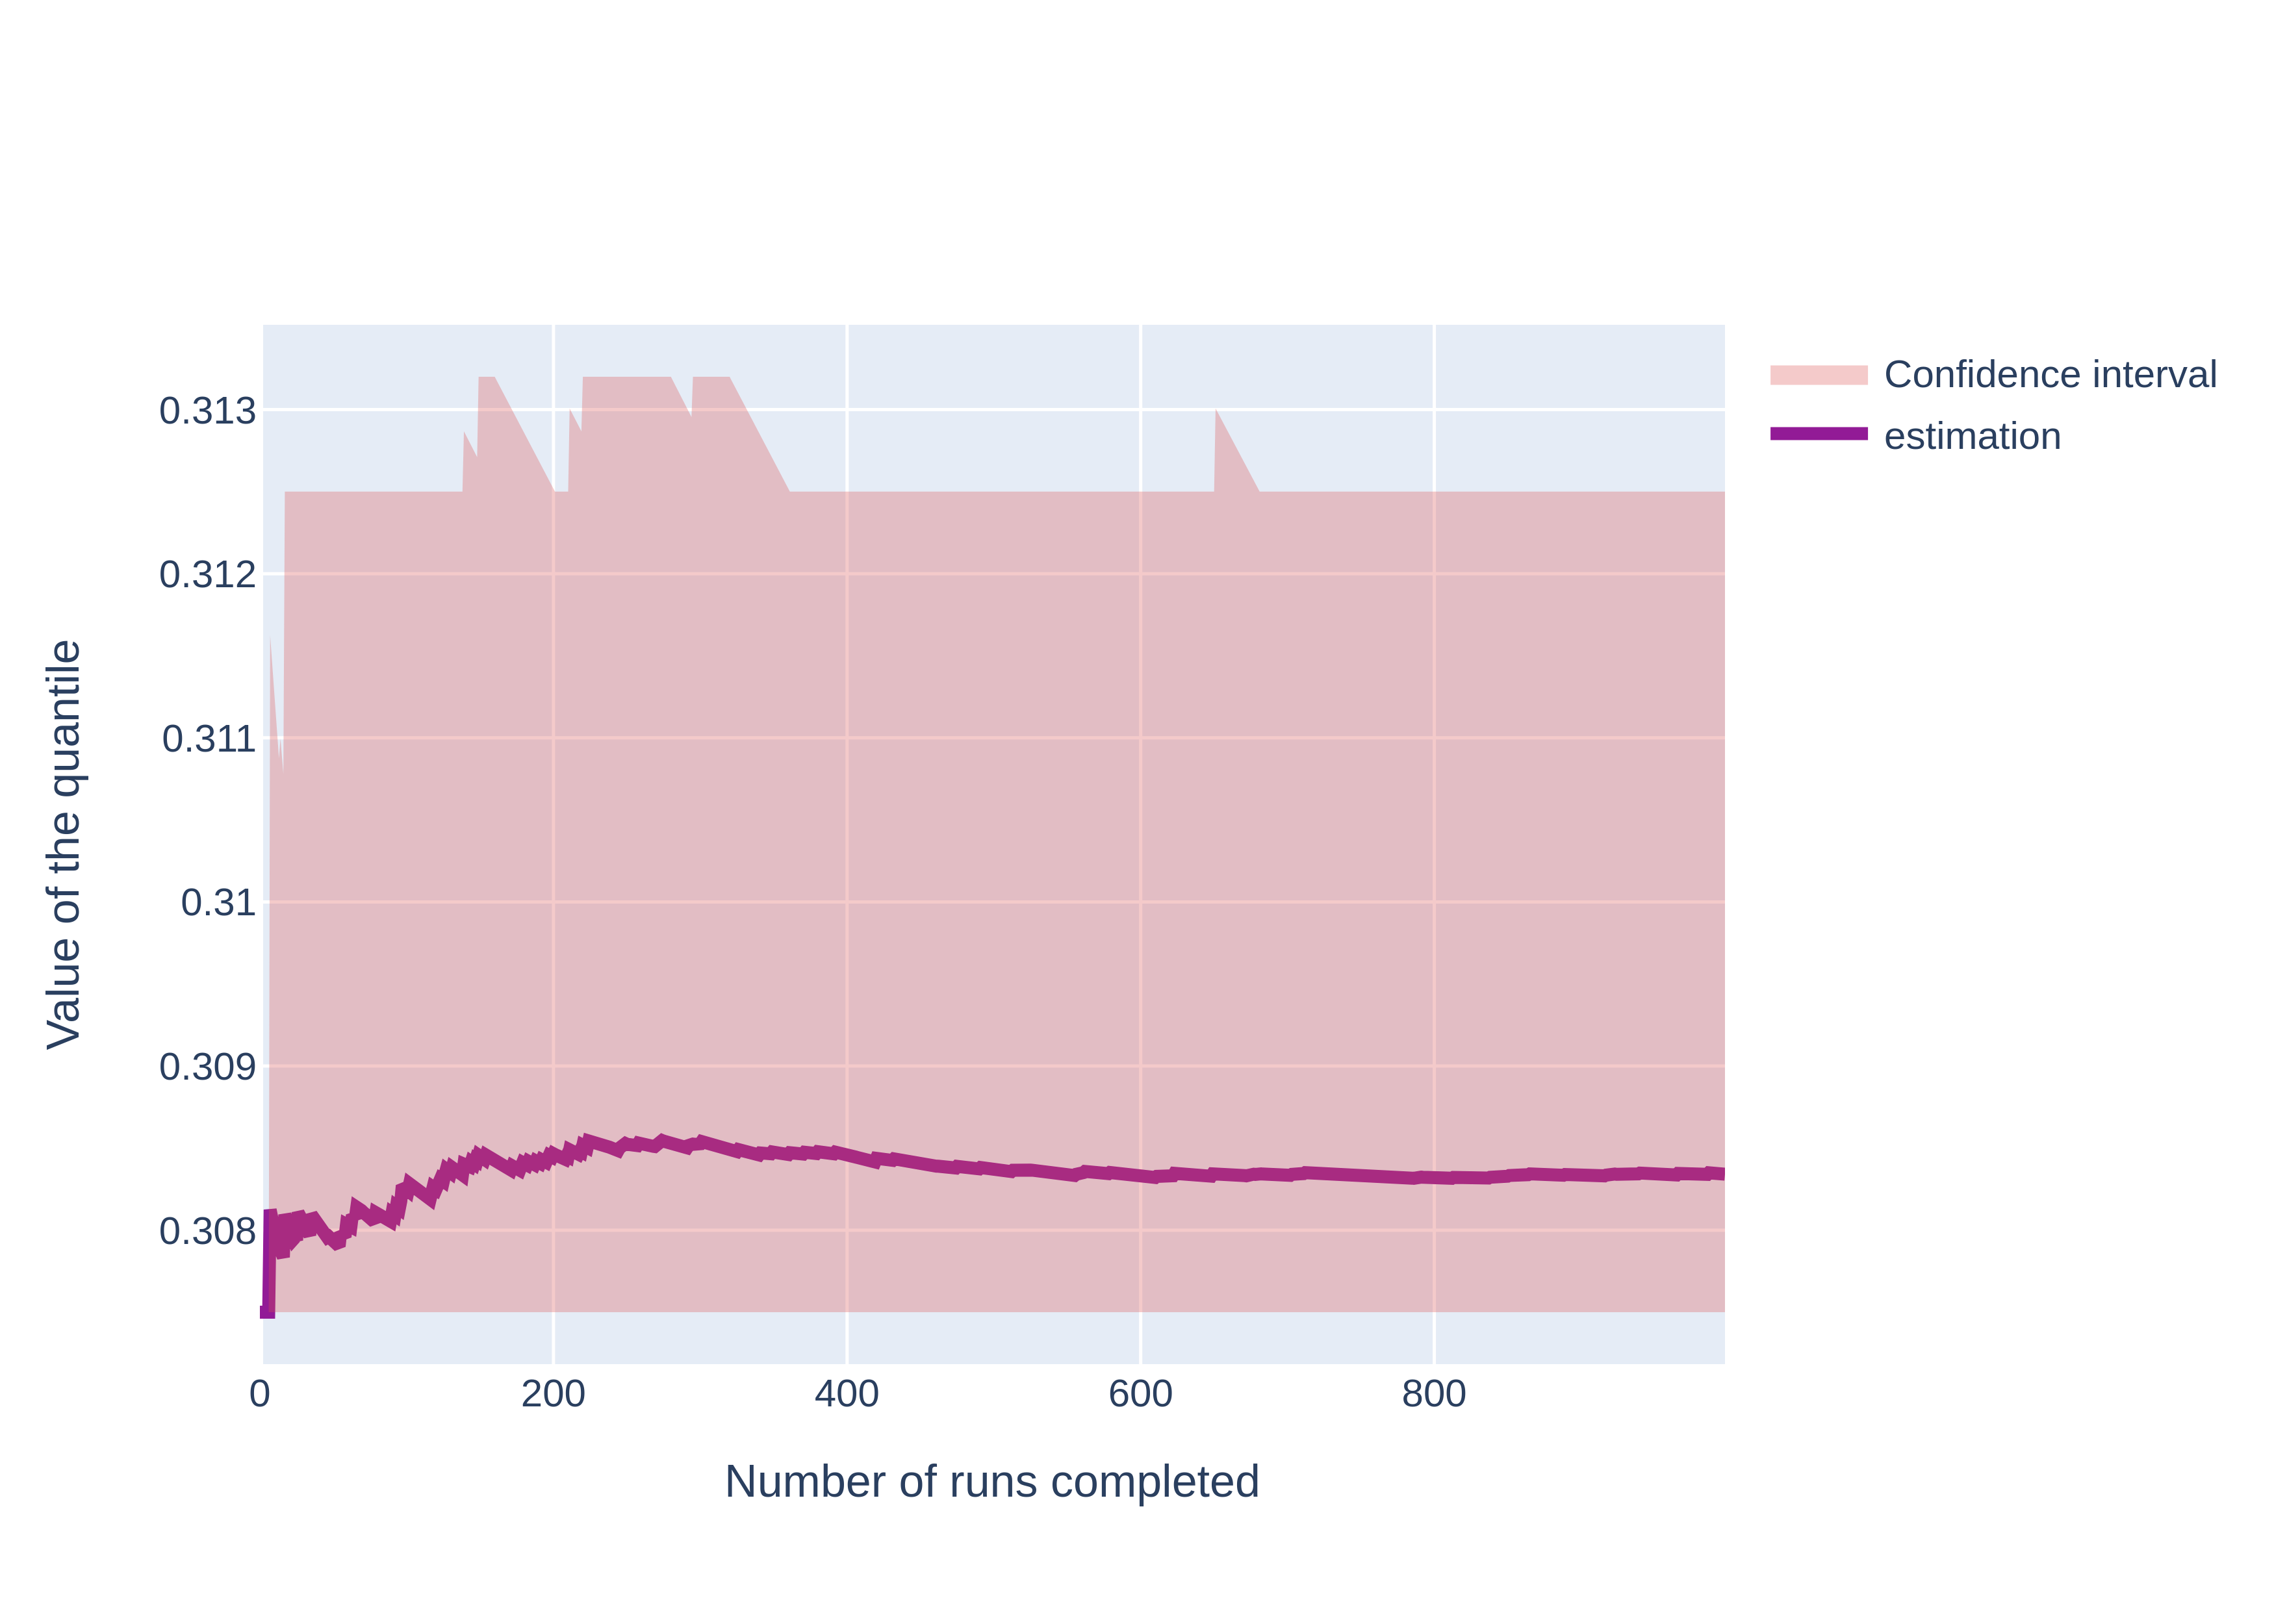 Confidence interval
estimation
0.313
0.312
0.311
0.31
0.309
0.308
Value of the quantile
0 200 400 600 800
Number of runs completed